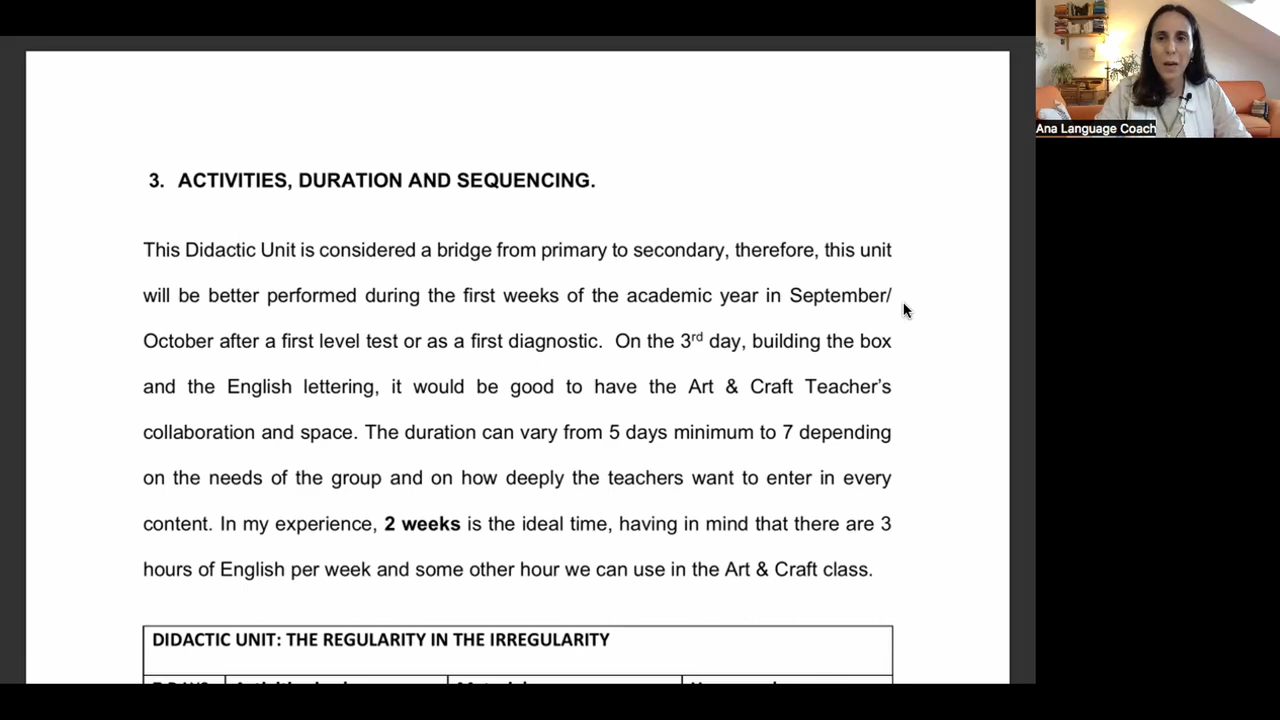 Ana Language Coach
3. ACTIVITIES, DURATION AND SEQUENCING.
This Didactic Unit is considered a bridge from primary to secondary, therefore, this unit
will be better performed during the first weeks of the academic year in September/
October after a first level test or as a first diagnostic. On the 3rd day, building the box
and the English lettering, it would be good to have the Art & Craft Teacher's
collaboration and space. The duration can vary from 5 days minimum to 7 depending
on the needs of the group and on how deeply the teachers want to enter in every
content. In my experience, 2 weeks is the ideal time, having in mind that there are 3
hours of English per week and some other hour we can use in the Art & Craft class.
DIDACTIC UNIT: THE REGULARITY IN THE IRREGULARITY